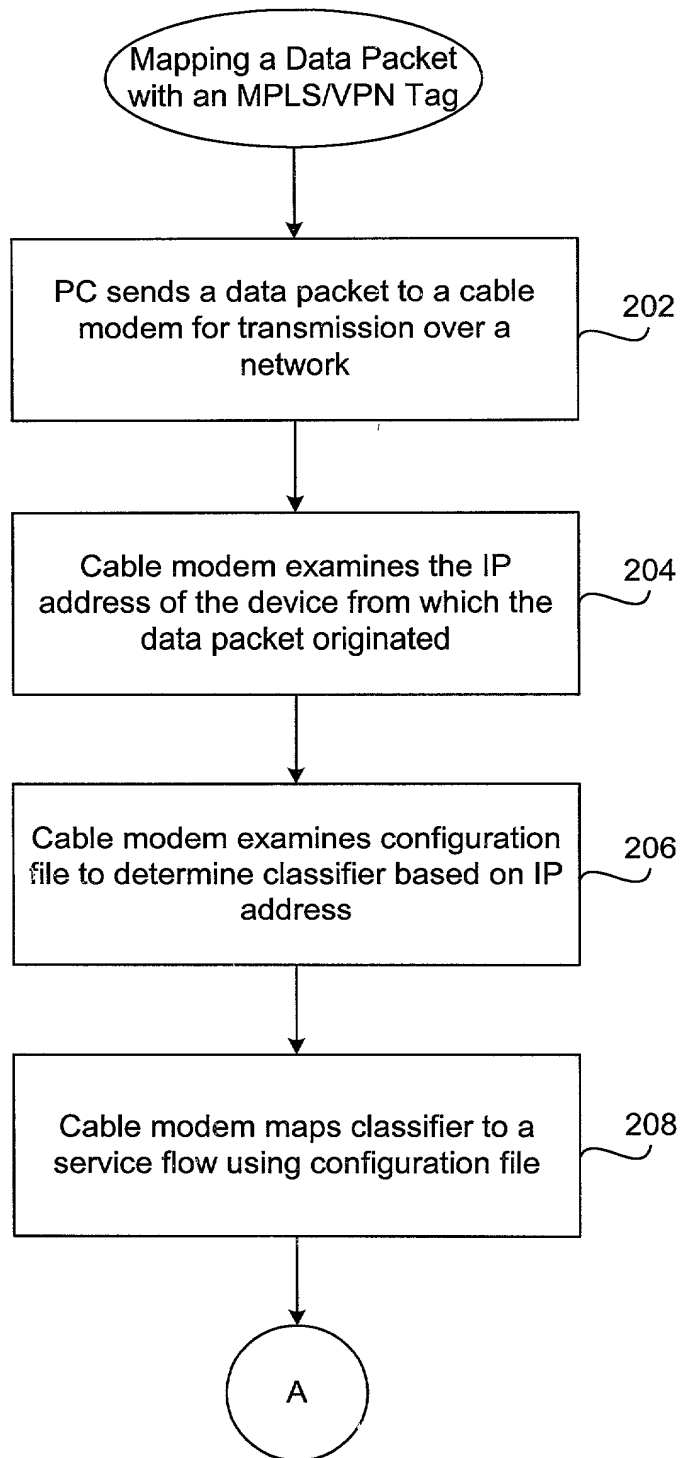 Mapping a Data Packet
with an MPLS/VPN Tag
PC sends a data packet to a cable
modem for transmission over a
network
202
Cable modem examines the IP
address of the device from which the
data packet originated
204
Cable modem examines configuration
file to determine classifier based on IP
address
206
Cable modem maps classifier to a
service flow using configuration file
208
A